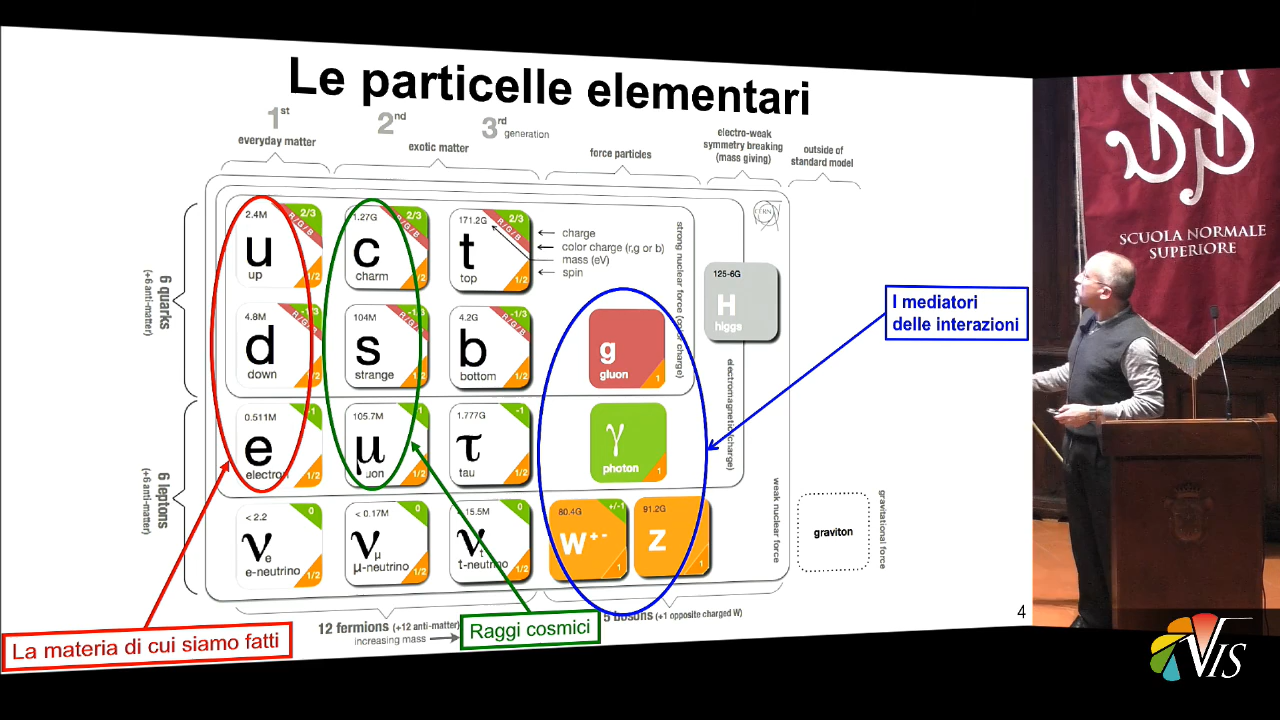 Le particelle elementari
1st
2nd
3rd generation
everyday matter
exotic matter
force particles
electro-weak
symmetry breaking
(mass giving)
outside of
standard model
6 quarks
(+6 anti-matter)
6 leptons
(+6 anti-matter)
2.4M
2/3
R/G/B
u
up
1/2
1.27G
2/3
R/G/B
c
charm
1/2
171.2G
2/3
R/G/B
t
top
1/2
charge
color charge (r,g or b)
mass (eV)
spin
4.8M
-1/3
R/G/B
d
down
1/2
104M
-1/3
R/G/B
s
strange
1/2
4.2G
-1/3
R/G/B
b
bottom
1/2
g
gluon
1
strong nuclear force (color charge)
CERN
125-6G
H
higgs
I mediatori
delle interazioni
0.511M
-1
e
electron
1/2
105.7M
-1
μ
uon
1/2
1.777G
-1
τ
tau
1/2
γ
photon
1
electromagnetic (charge)
< 2.2
0
νe
e-neutrino
1/2
< 0.17M
0
νμ
μ-neutrino
1/2
15.5M
0
νt
t-neutrino
1/2
80.4G
+/-1
W+-
1
91.2G
Z
1
weak nuclear force
graviton
gravitational force
12 fermions (+12 anti-matter)
increasing mass
5 bosons (+1 opposite charged W)
La materia di cui siamo fatti
Raggi cosmici
4
SNS
SCUOLA NORMALE
SUPERIORE
VIS